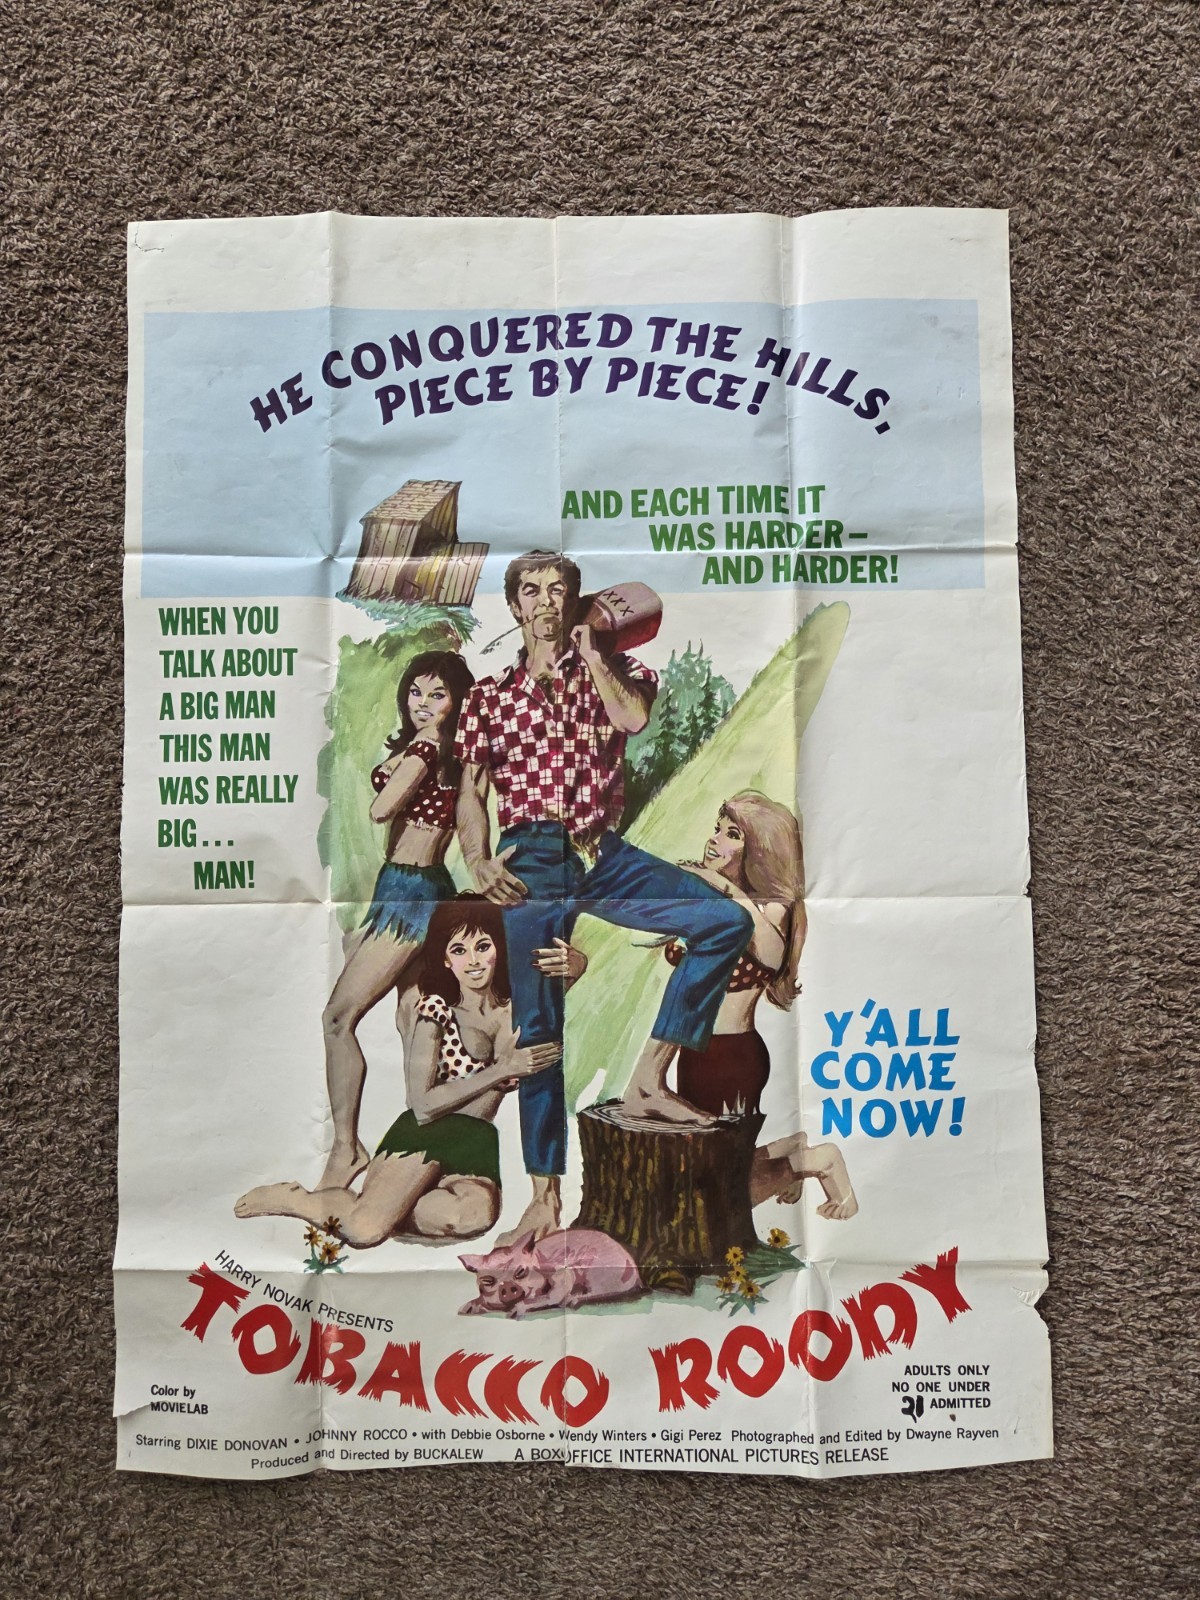 HE CONQUERED THE HILLS,
PIECE BY PIECE!
AND EACH TIME IT
WAS HARDER–
AND HARDER!
XXX
WHEN YOU
TALK ABOUT
A BIG MAN
THIS MAN
WAS REALLY
BIG...
MAN!
Y'ALL
COME
NOW!
HARRY NOVAK PRESENTS
TOBACCO ROODY
Color by
MOVIELAB
ADULTS ONLY
NO ONE UNDER
21 ADMITTED
Starring DIXIE DONOVAN • JOHNNY ROCCO • with Debbie Osborne • Wendy Winters • Gigi Perez Photographed and Edited by Dwayne Rayven
Produced and Directed by BUCKALEW A BOXOFFICE INTERNATIONAL PICTURES RELEASE